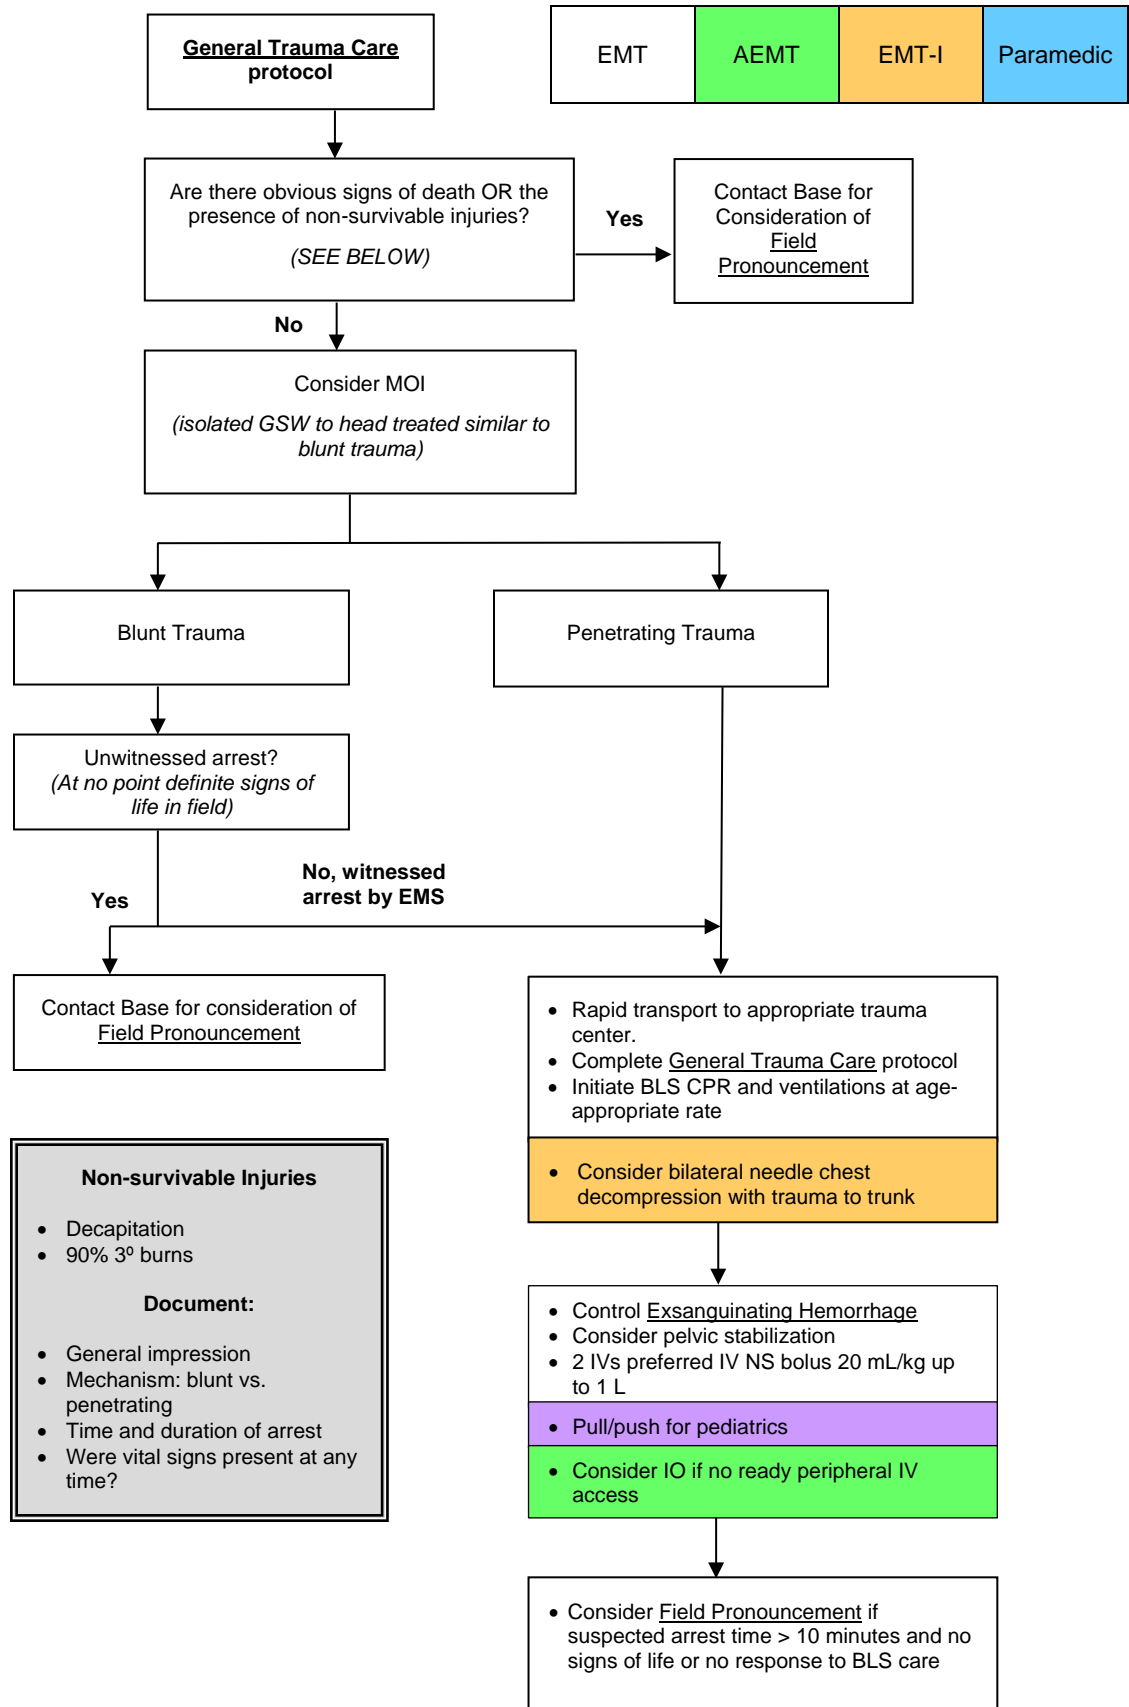 General Trauma Care
protocol
EMT
AEMT
EMT-I
Paramedic
Are there obvious signs of death OR the
presence of non-survivable injuries?
(SEE BELOW)
Yes
Contact Base for
Consideration of
Field
Pronouncement
No
Consider MOI
(isolated GSW to head treated similar to
blunt trauma)
Blunt Trauma
Penetrating Trauma
Unwitnessed arrest?
(At no point definite signs of
life in field)
No, witnessed
arrest by EMS
Yes
Contact Base for consideration of
Field Pronouncement
• Rapid transport to appropriate trauma
center.
• Complete General Trauma Care protocol
• Initiate BLS CPR and ventilations at age-
appropriate rate
• Consider bilateral needle chest
decompression with trauma to trunk
Non-survivable Injuries
• Decapitation
• 90% 3º burns
Document:
• General impression
• Mechanism: blunt vs.
penetrating
• Time and duration of arrest
• Were vital signs present at any
time?
• Control Exsanguinating Hemorrhage
• Consider pelvic stabilization
• 2 IVs preferred IV NS bolus 20 mL/kg up
to 1 L
• Pull/push for pediatrics
• Consider IO if no ready peripheral IV
access
• Consider Field Pronouncement if
suspected arrest time > 10 minutes and no
signs of life or no response to BLS care